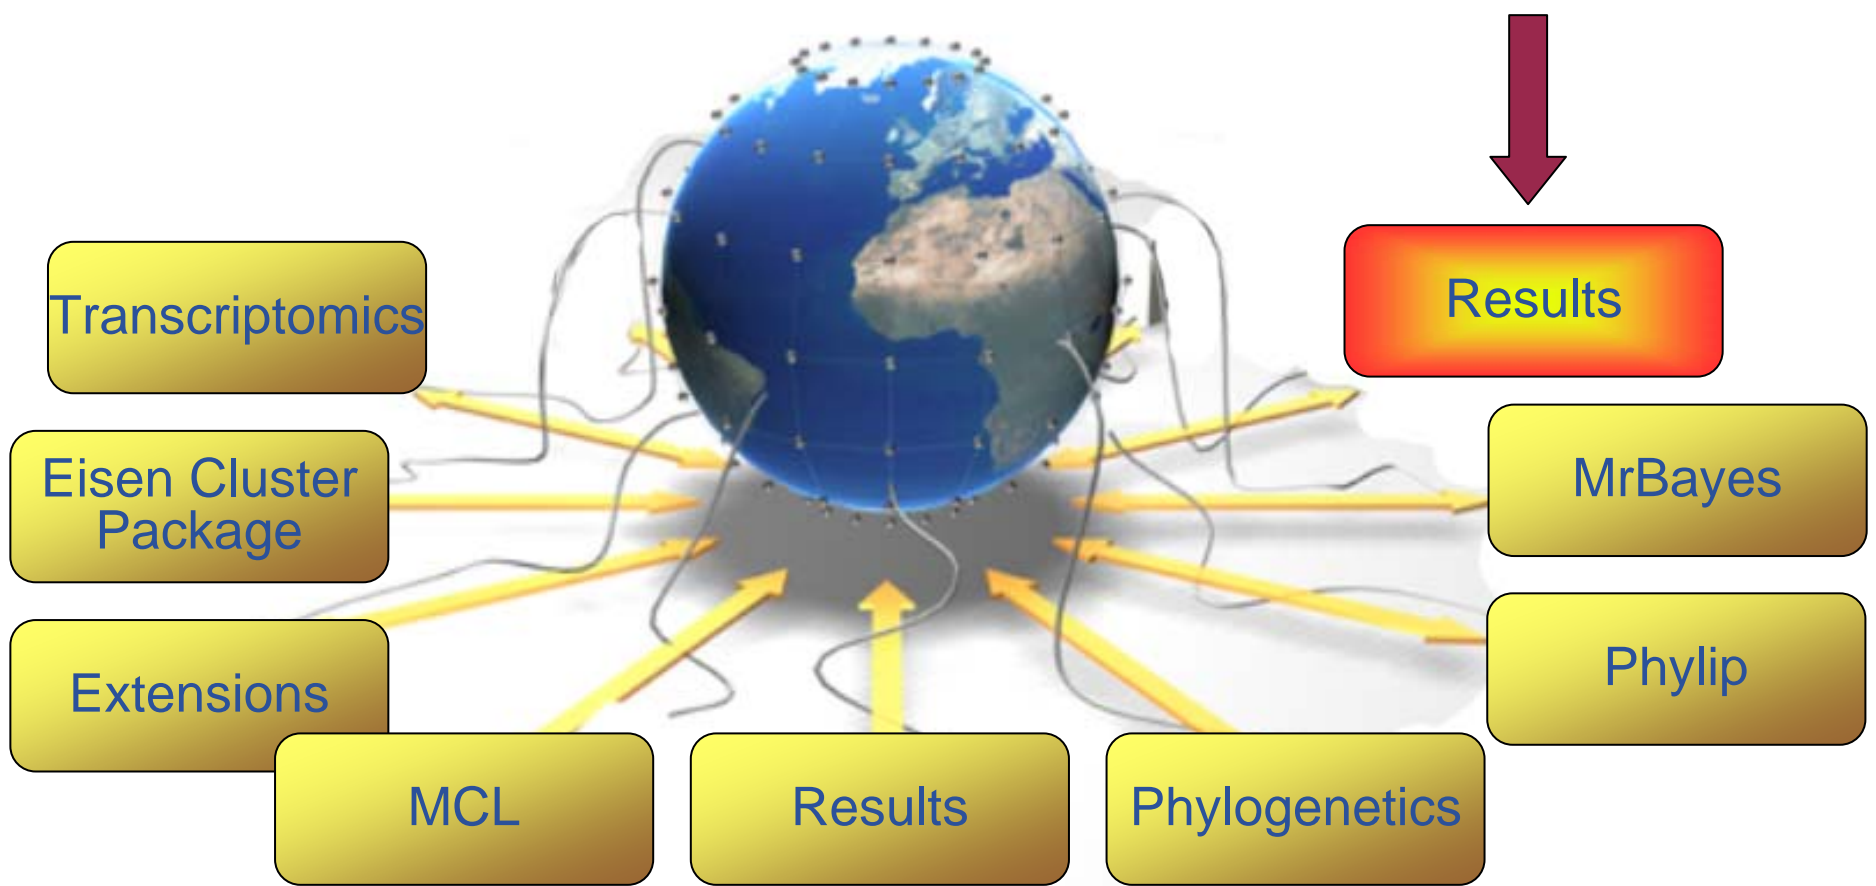 Transcriptomics
Eisen Cluster
Package
Extensions
MCL
Results
Phylogenetics
Phylip
MrBayes
Results